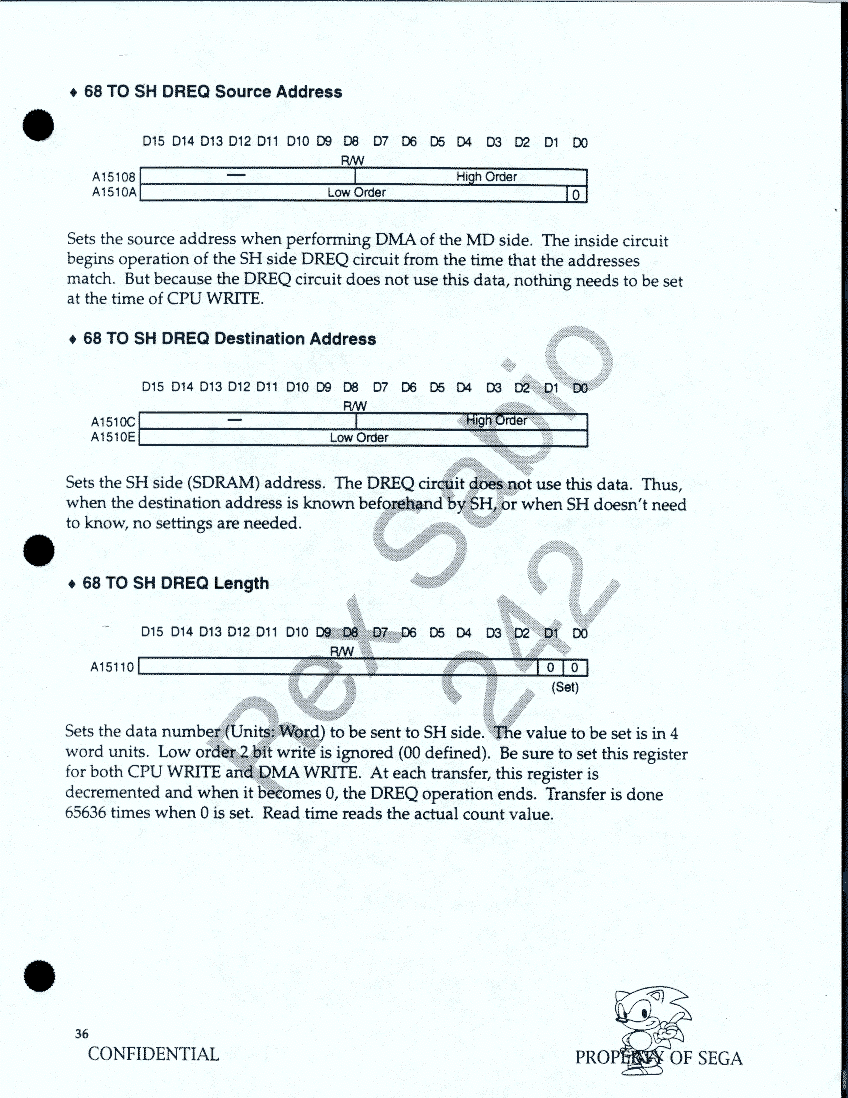 ♦ 68 TO SH DREQ Source Address
D15 D14 D13 D12 D11 D10 D9 D8 D7 D6 D5 D4 D3 D2 D1 D0
R/W
A15108 — High Order
A1510A Low Order 0
Sets the source address when performing DMA of the MD side. The inside circuit
begins operation of the SH side DREQ circuit from the time that the addresses
match. But because the DREQ circuit does not use this data, nothing needs to be set
at the time of CPU WRITE.
♦ 68 TO SH DREQ Destination Address
D15 D14 D13 D12 D11 D10 D9 D8 D7 D6 D5 D4 D3 D2 D1 D0
R/W
A1510C — High Order
A1510E Low Order
Sets the SH side (SDRAM) address. The DREQ circuit does not use this data. Thus,
when the destination address is known beforehand by SH, or when SH doesn't need
to know, no settings are needed.
♦ 68 TO SH DREQ Length
D15 D14 D13 D12 D11 D10 D9 D8 D7 D6 D5 D4 D3 D2 D1 D0
R/W
A15110 0 0
(Set)
Sets the data number (Units: Word) to be sent to SH side. The value to be set is in 4
word units. Low order 2 bit write is ignored (00 defined). Be sure to set this register
for both CPU WRITE and DMA WRITE. At each transfer, this register is
decremented and when it becomes 0, the DREQ operation ends. Transfer is done
65636 times when 0 is set. Read time reads the actual count value.
Rex Sabio
242
36
CONFIDENTIAL
PROPERTY OF SEGA